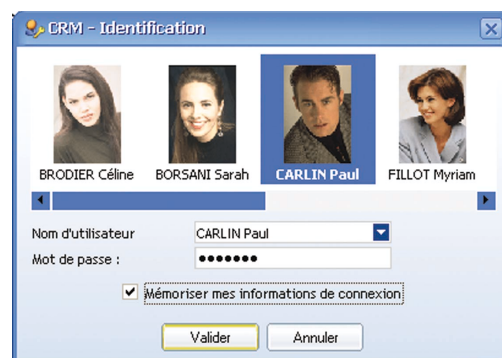 CRM - Identification
BRODIER Céline BORSANI Sarah CARLIN Paul FILLOT Myriam
Nom d'utilisateur CARLIN Paul
Mot de passe : •••••••
Mémoriser mes informations de connexion
Valider Annuler